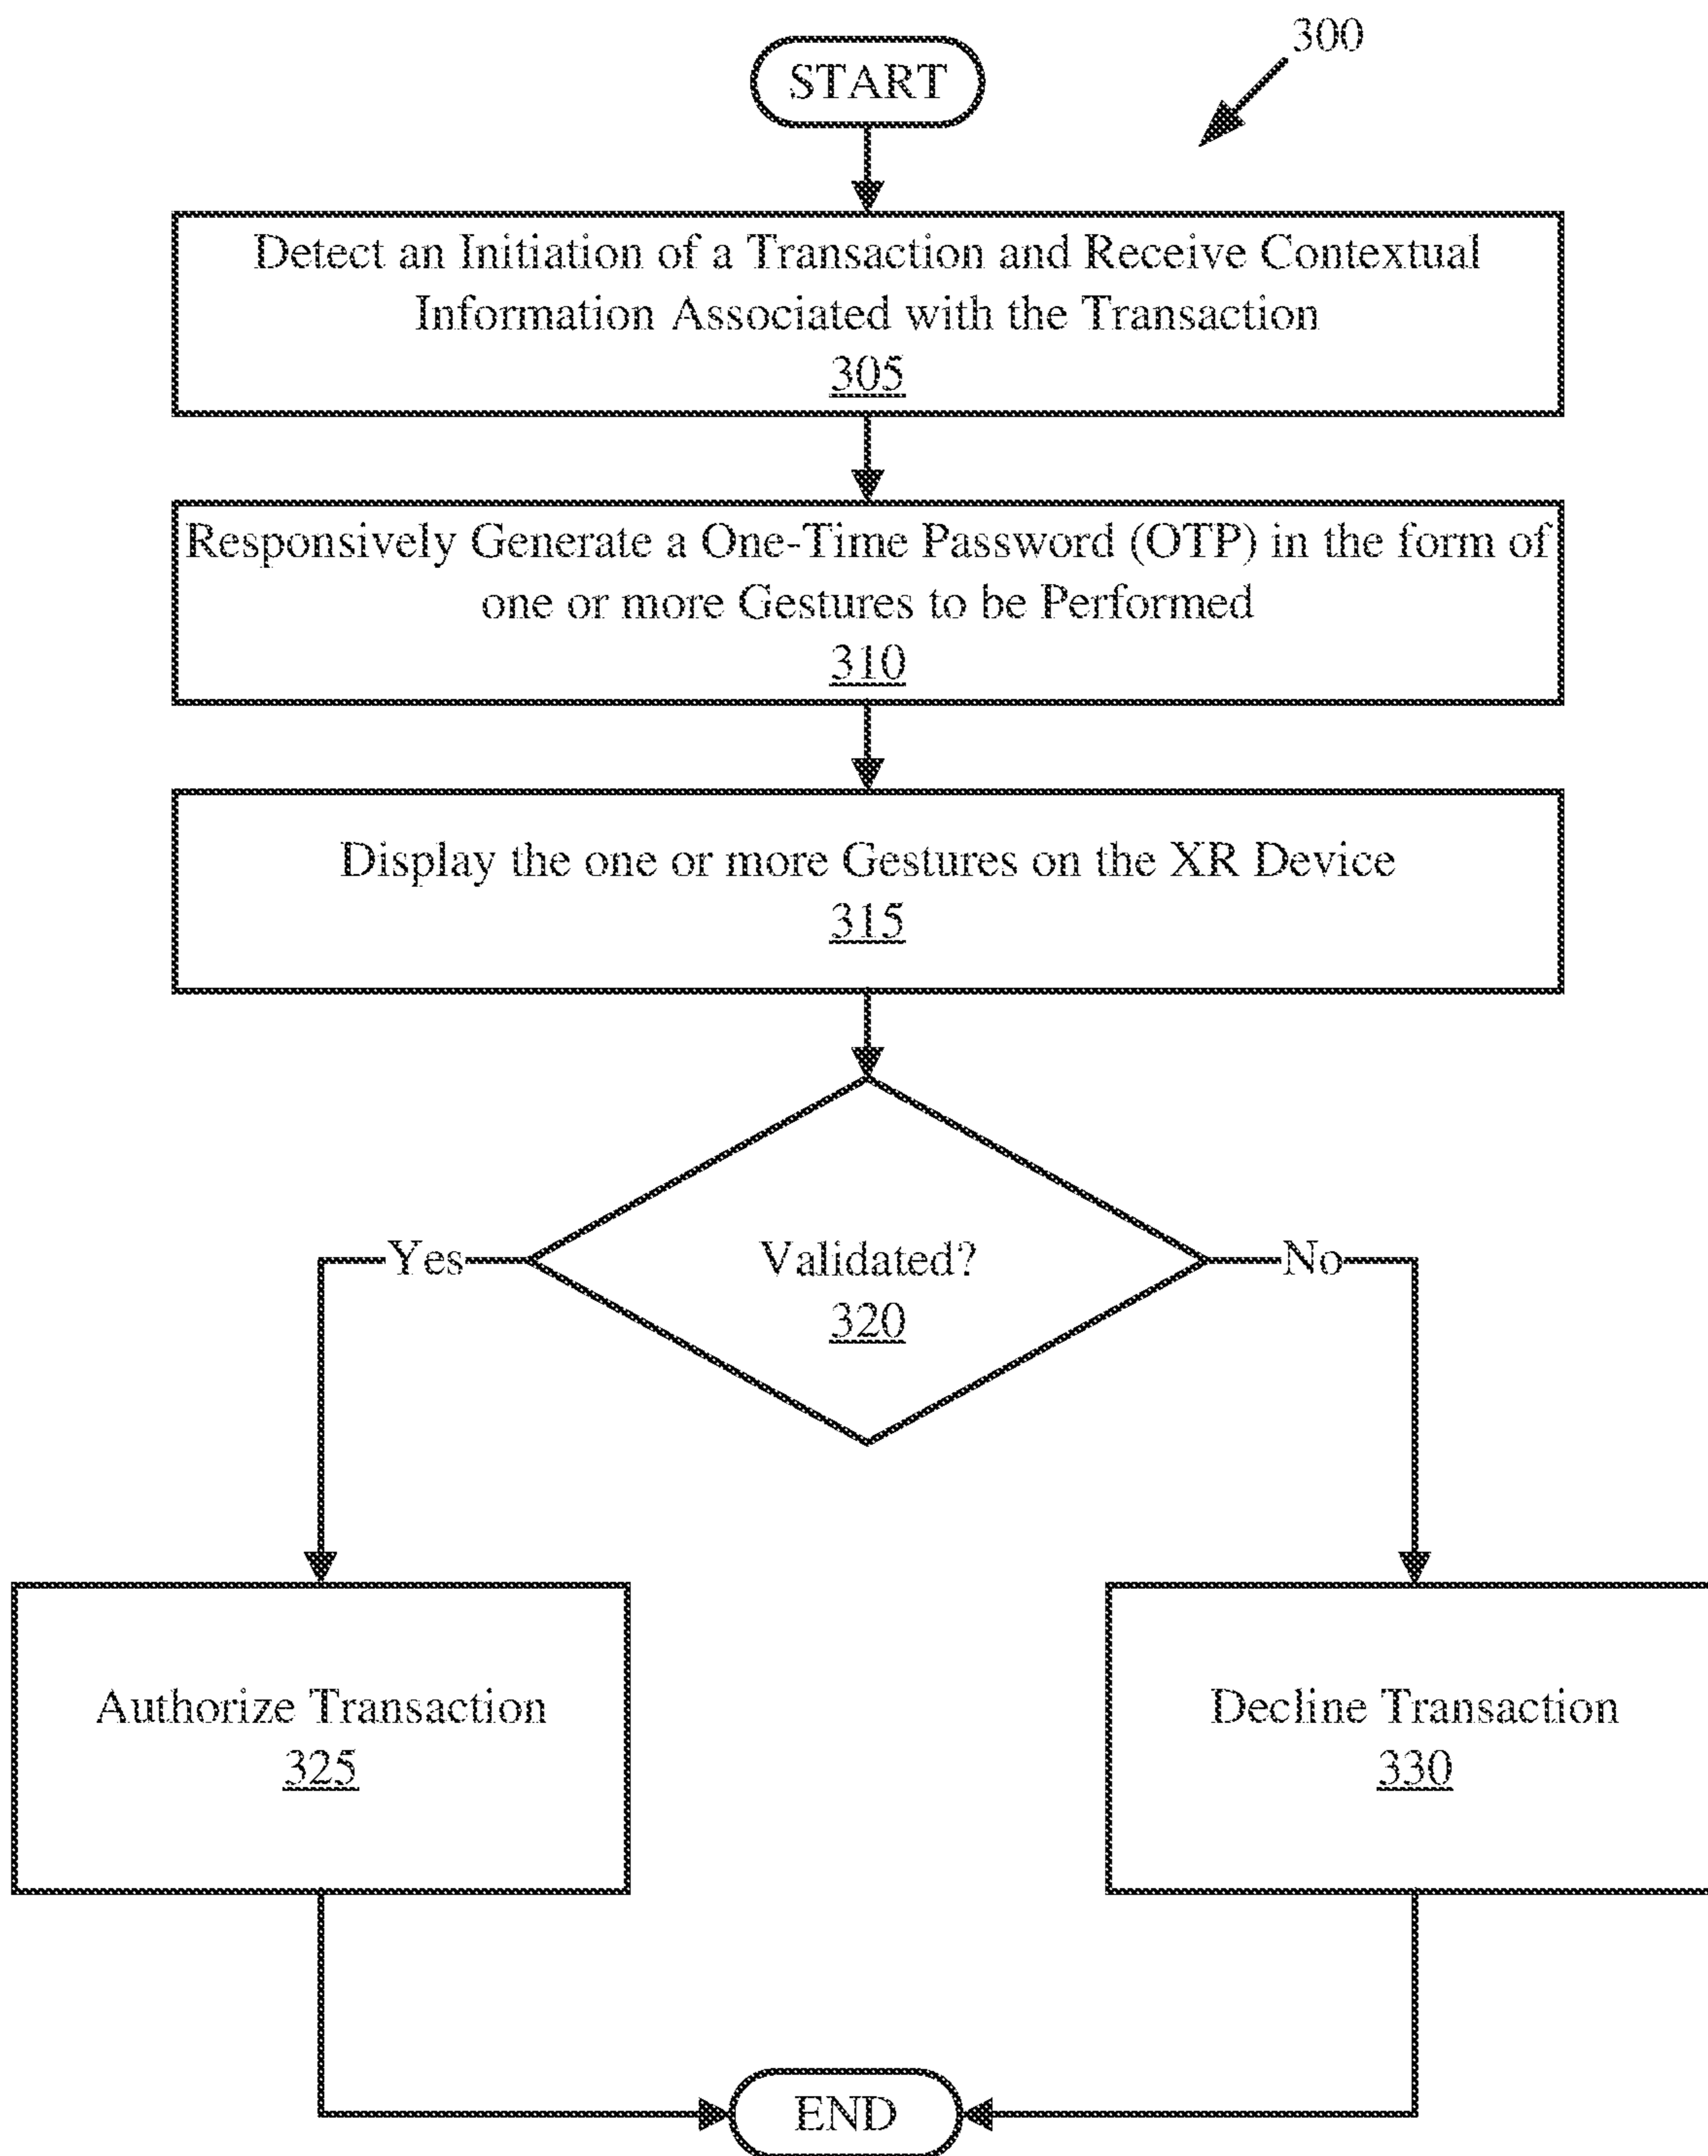 300
START
Detect an Initiation of a Transaction and Receive Contextual
Information Associated with the Transaction
305
Responsively Generate a One-Time Password (OTP) in the form of
one or more Gestures to be Performed
310
Display the one or more Gestures on the XR Device
315
Yes
Validated?
No
320
Authorize Transaction
325
Decline Transaction
330
END